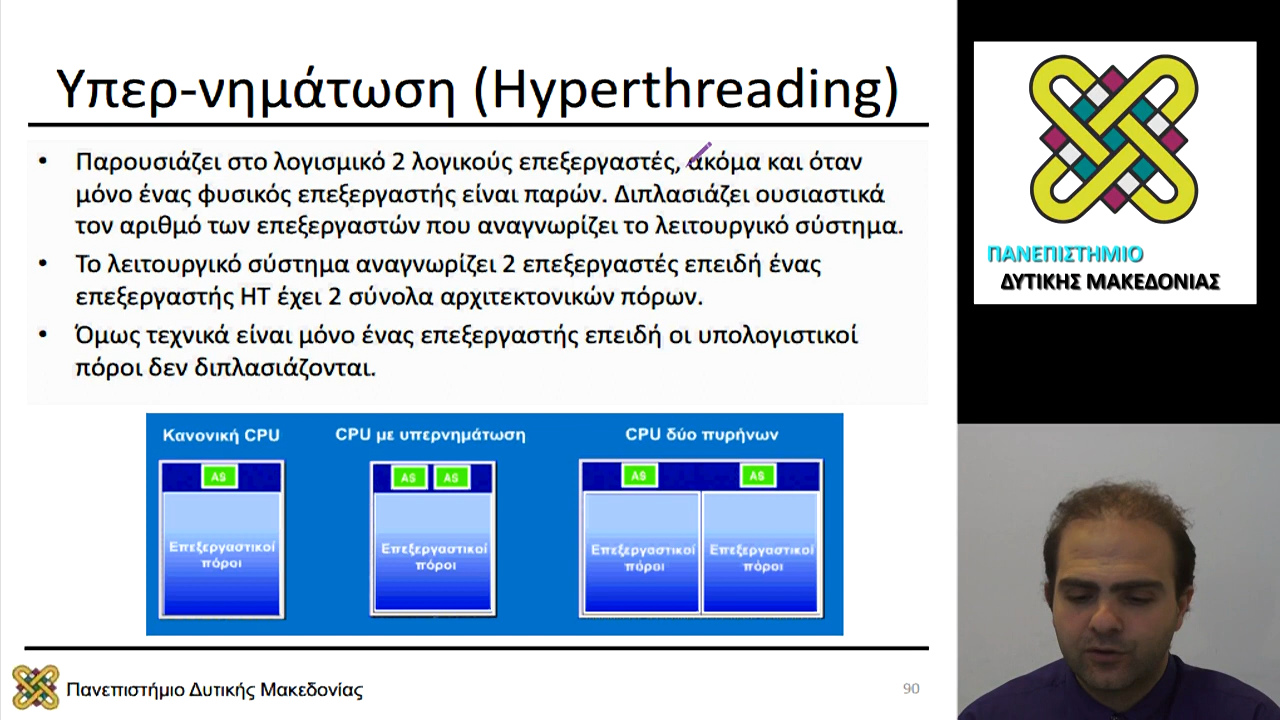 Υπερ-νημάτωση (Hyperthreading)
• Παρουσιάζει στο λογισμικό 2 λογικούς επεξεργαστές, ακόμα και όταν
μόνο ένας φυσικός επεξεργαστής είναι παρών. Διπλασιάζει ουσιαστικά
τον αριθμό των επεξεργαστών που αναγνωρίζει το λειτουργικό σύστημα.
• Το λειτουργικό σύστημα αναγνωρίζει 2 επεξεργαστές επειδή ένας
επεξεργαστής HT έχει 2 σύνολα αρχιτεκτονικών πόρων.
• Όμως τεχνικά είναι μόνο ένας επεξεργαστής επειδή οι υπολογιστικοί
πόροι δεν διπλασιάζονται.
Κανονική CPU
AS
Επεξεργαστικοί
πόροι
CPU με υπερνημάτωση
AS AS
Επεξεργαστικοί
πόροι
CPU δύο πυρήνων
AS AS
Επεξεργαστικοί Επεξεργαστικοί
πόροι πόροι
Πανεπιστήμιο Δυτικής Μακεδονίας
90
ΠΑΝΕΠΙΣΤΗΜΙΟ
ΔΥΤΙΚΗΣ ΜΑΚΕΔΟΝΙΑΣ